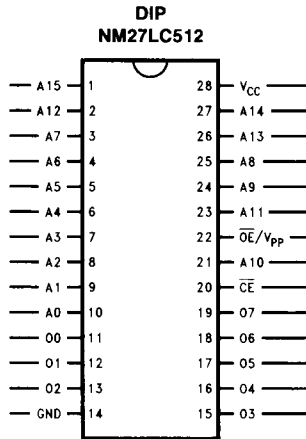 DIP
NM27LC512
A15 1 28 VCC
A12 2 27 A14
A7 3 26 A13
A6 4 25 A8
A5 5 24 A9
A4 6 23 A11
A3 7 22 O̅E̅/VPP
A2 8 21 A10
A1 9 20 C̅E̅
A0 10 19 O7
O0 11 18 O6
O1 12 17 O5
O2 13 16 O4
GND 14 15 O3